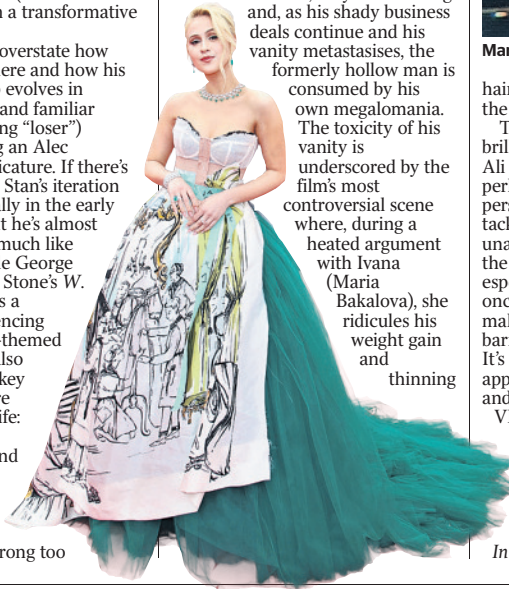 a transformative
overstate how
ere and how his
evolves in
and familiar
ng “loser”)
g an Alec
icature. If there’s
Stan’s iteration
lly in the early
t he’s almost
much like
e George
Stone’s W.
s a
encing
-themed
lso
key
re
ife:
nd
rong too
and, as his shady business
deals continue and his
vanity metastasises, the
formerly hollow man is
consumed by his
own megalomania.
The toxicity of his
vanity is
underscored by the
film’s most
controversial scene
where, during a
heated argument
with Ivana
(Maria
Bakalova), she
ridicules his
weight gain
and
thinning
Mar
hair
the
T
bril
Ali
perl
pers
tack
una
the
esp
onc
mal
barr
It’s
app
and
VI
In